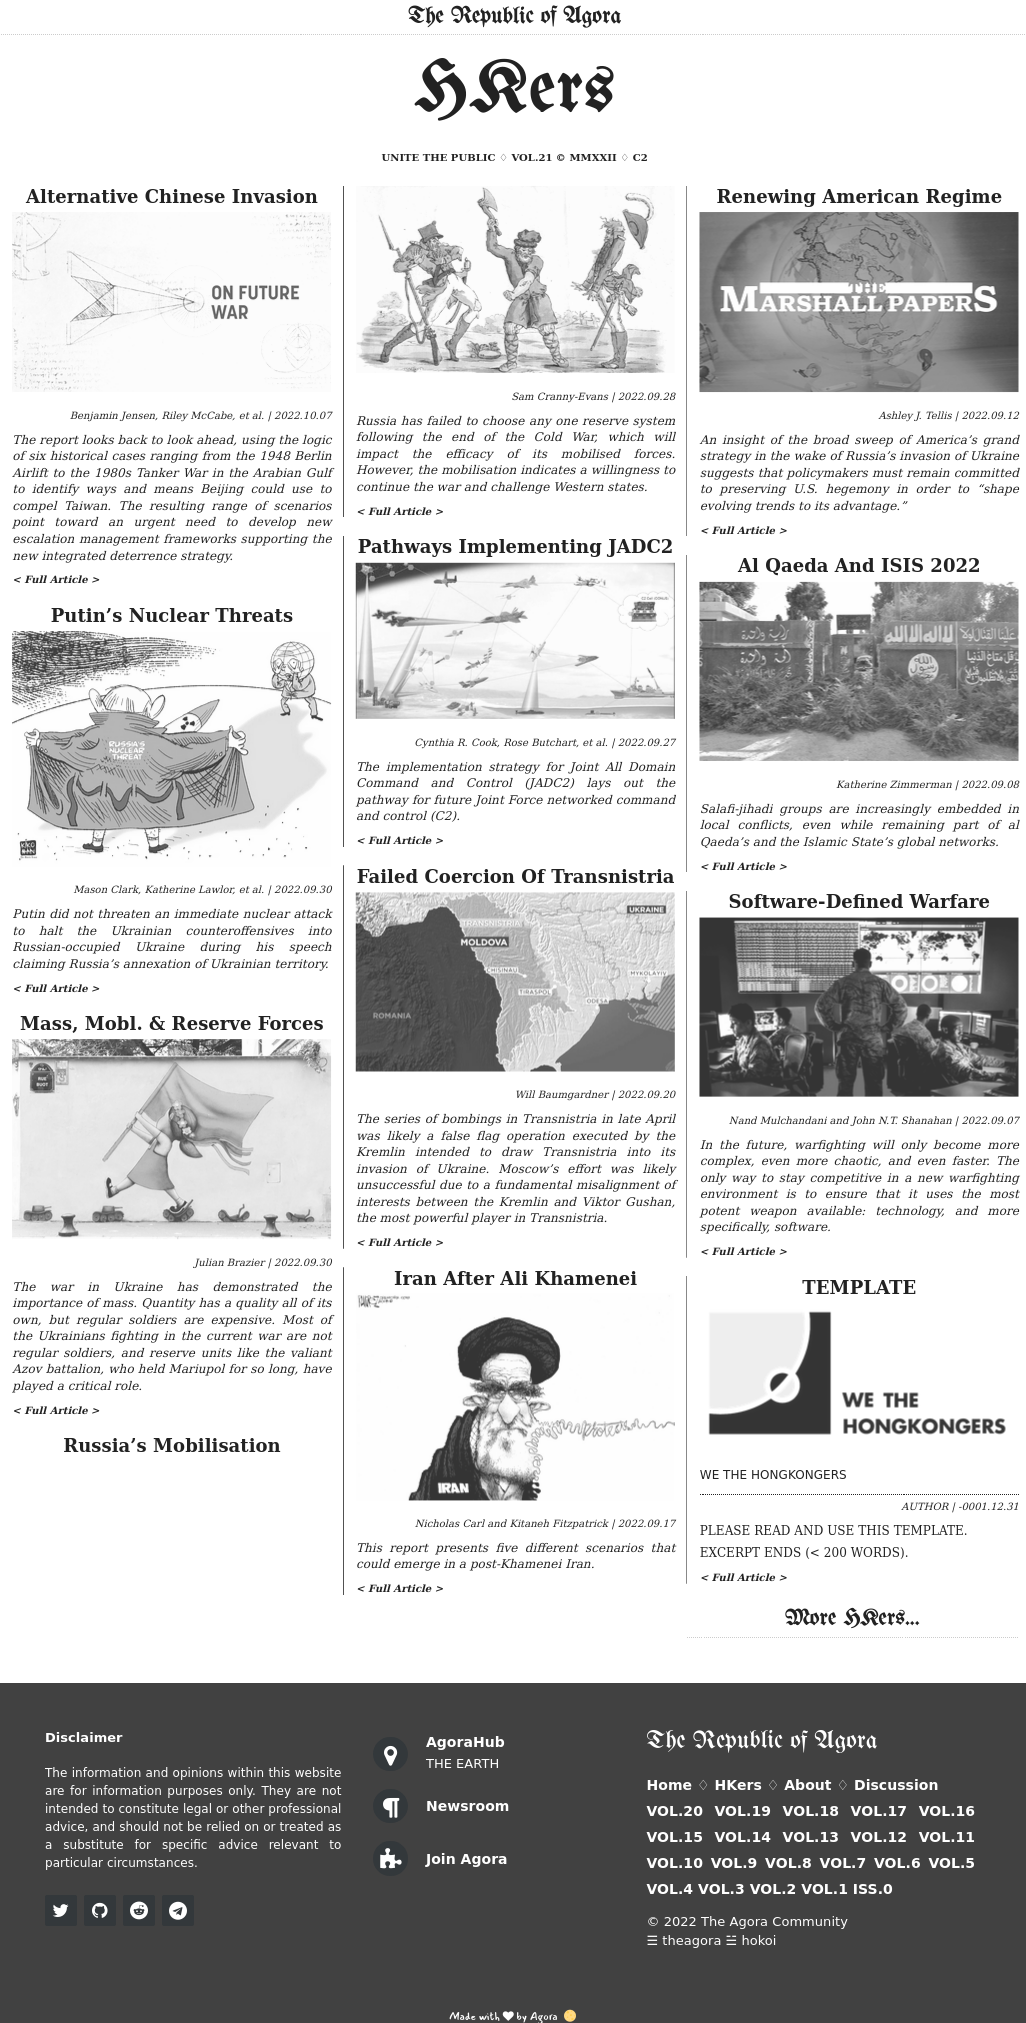 The Republic of Agora
HKers
UNITE THE PUBLIC ♢ VOL.21 © MMXXII ♢ C2
Alternative Chinese Invasion
ON FUTURE
WAR
Benjamin Jensen, Riley McCabe, et al. | 2022.10.07
The report looks back to look ahead, using the logic
of six historical cases ranging from the 1948 Berlin
Airlift to the 1980s Tanker War in the Arabian Gulf
to identify ways and means Beijing could use to
compel Taiwan. The resulting range of scenarios
point toward an urgent need to develop new
escalation management frameworks supporting the
new integrated deterrence strategy.
< Full Article >
Putin’s Nuclear Threats
RUSSIA'S
NUCLEAR
THREAT
Mason Clark, Katherine Lawlor, et al. | 2022.09.30
Putin did not threaten an immediate nuclear attack
to halt the Ukrainian counteroffensives into
Russian-occupied Ukraine during his speech
claiming Russia’s annexation of Ukrainian territory.
< Full Article >
Mass, Mobl. & Reserve Forces
RUE
BUOT
Julian Brazier | 2022.09.30
The war in Ukraine has demonstrated the
importance of mass. Quantity has a quality all of its
own, but regular soldiers are expensive. Most of
the Ukrainians fighting in the current war are not
regular soldiers, and reserve units like the valiant
Azov battalion, who held Mariupol for so long, have
played a critical role.
< Full Article >
Russia’s Mobilisation
Sam Cranny-Evans | 2022.09.28
Russia has failed to choose any one reserve system
following the end of the Cold War, which will
impact the efficacy of its mobilised forces.
However, the mobilisation indicates a willingness to
continue the war and challenge Western states.
< Full Article >
Pathways Implementing JADC2
Cynthia R. Cook, Rose Butchart, et al. | 2022.09.27
The implementation strategy for Joint All Domain
Command and Control (JADC2) lays out the
pathway for future Joint Force networked command
and control (C2).
< Full Article >
Failed Coercion Of Transnistria
UKRAINE
TRANSNISTRIA
MOLDOVA
CHISINAU
MYKOLAYIV
TIRASPOL
ODESA
ROMANIA
Will Baumgardner | 2022.09.20
The series of bombings in Transnistria in late April
was likely a false flag operation executed by the
Kremlin intended to draw Transnistria into its
invasion of Ukraine. Moscow’s effort was likely
unsuccessful due to a fundamental misalignment of
interests between the Kremlin and Viktor Gushan,
the most powerful player in Transnistria.
< Full Article >
Iran After Ali Khamenei
IRAN
Nicholas Carl and Kitaneh Fitzpatrick | 2022.09.17
This report presents five different scenarios that
could emerge in a post-Khamenei Iran.
< Full Article >
Renewing American Regime
THE
MARSHALL PAPERS
Ashley J. Tellis | 2022.09.12
An insight of the broad sweep of America’s grand
strategy in the wake of Russia’s invasion of Ukraine
suggests that policymakers must remain committed
to preserving U.S. hegemony in order to “shape
evolving trends to its advantage.”
< Full Article >
Al Qaeda And ISIS 2022
لا إله إلا الله
Katherine Zimmerman | 2022.09.08
Salafi-jihadi groups are increasingly embedded in
local conflicts, even while remaining part of al
Qaeda’s and the Islamic State’s global networks.
< Full Article >
Software-Defined Warfare
Nand Mulchandani and John N.T. Shanahan | 2022.09.07
In the future, warfighting will only become more
complex, even more chaotic, and even faster. The
only way to stay competitive in a new warfighting
environment is to ensure that it uses the most
potent weapon available: technology, and more
specifically, software.
< Full Article >
TEMPLATE
WE THE
HONGKONGERS
WE THE HONGKONGERS
AUTHOR | -0001.12.31
PLEASE READ AND USE THIS TEMPLATE.
EXCERPT ENDS (< 200 WORDS).
< Full Article >
More HKers...
Disclaimer
The information and opinions within this website
are for information purposes only. They are not
intended to constitute legal or other professional
advice, and should not be relied on or treated as
a substitute for specific advice relevant to
particular circumstances.
AgoraHub
THE EARTH
Newsroom
Join Agora
The Republic of Agora
Home ♢ HKers ♢ About ♢ Discussion
VOL.20 VOL.19 VOL.18 VOL.17 VOL.16
VOL.15 VOL.14 VOL.13 VOL.12 VOL.11
VOL.10 VOL.9 VOL.8 VOL.7 VOL.6 VOL.5
VOL.4 VOL.3 VOL.2 VOL.1 ISS.0
© 2022 The Agora Community
☰ theagora ☱ hokoi
Made with ♥ by Agora